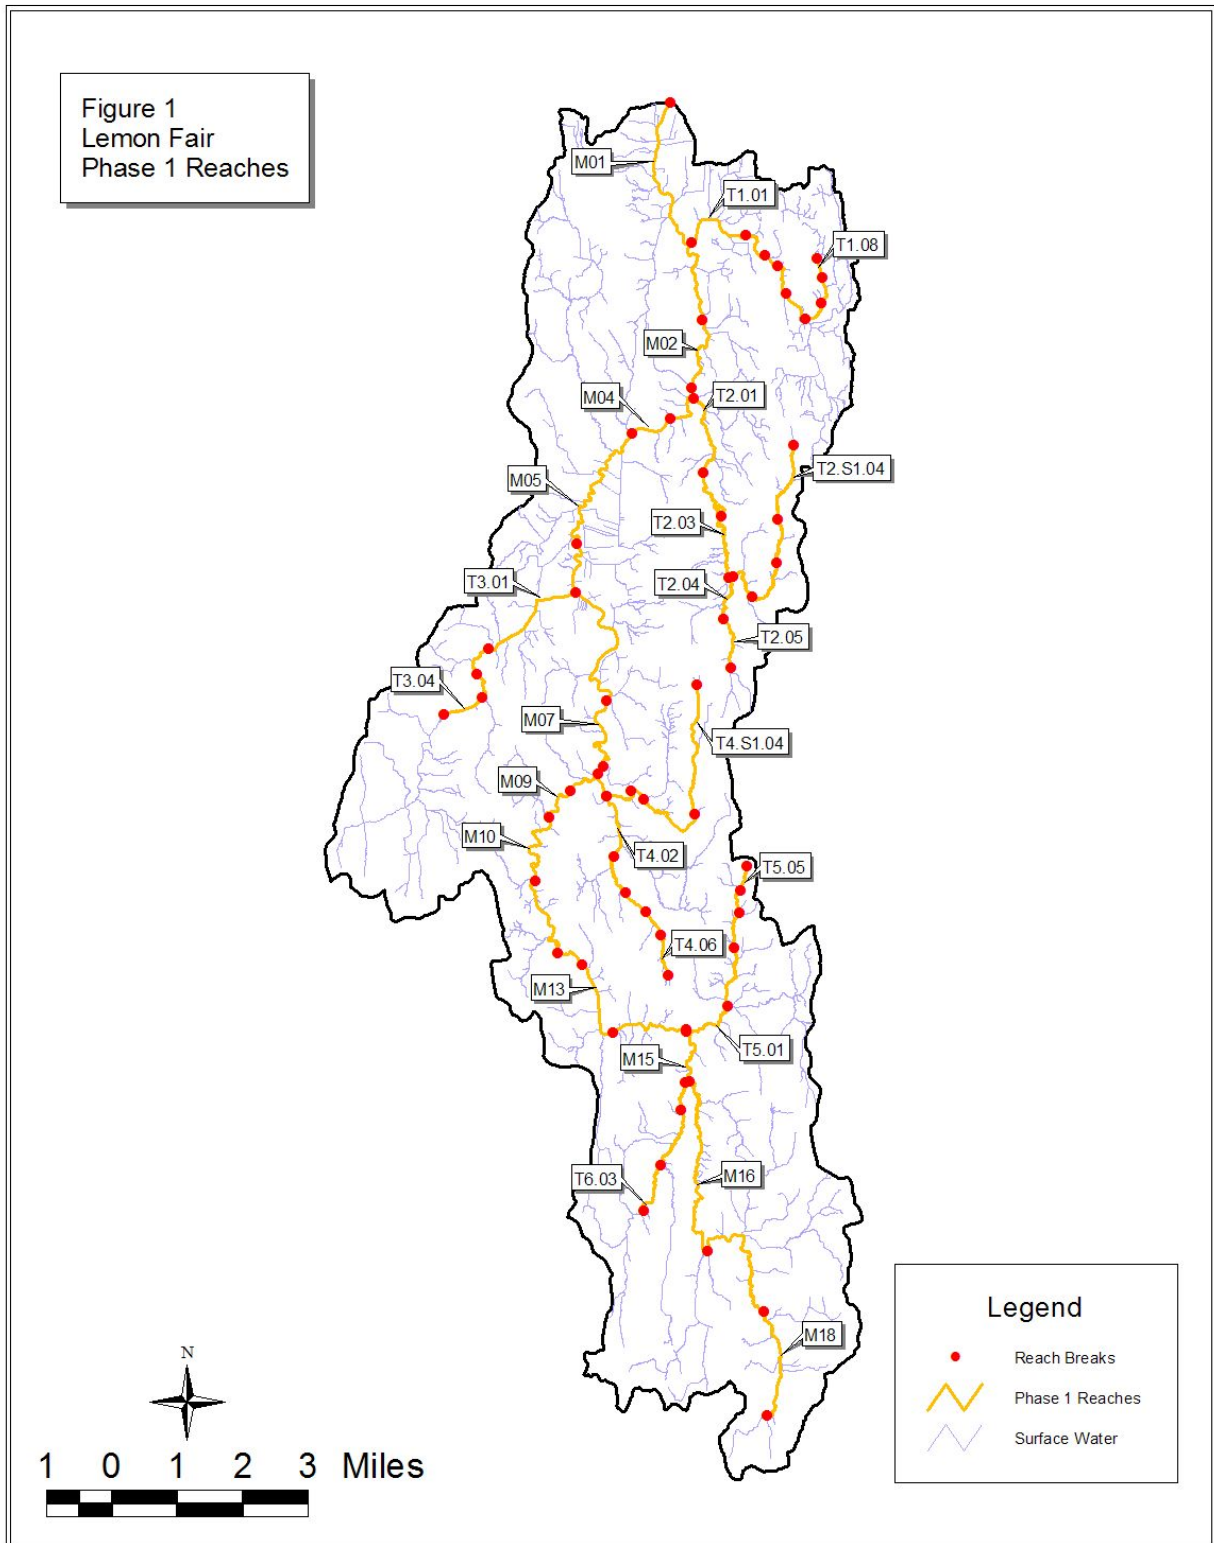 Figure 1
Lemon Fair
Phase 1 Reaches
M01
T1.01
T1.08
M02
T2.01
M04
T2.S1.04
M05
T2.03
T3.01
T2.04
T2.05
T3.04
M07
T4.S1.04
M09
M10
T4.02
T5.05
T4.06
M13
T5.01
M15
T6.03
M16
M18
Legend
Reach Breaks
Phase 1 Reaches
Surface Water
N
1 0 1 2 3 Miles